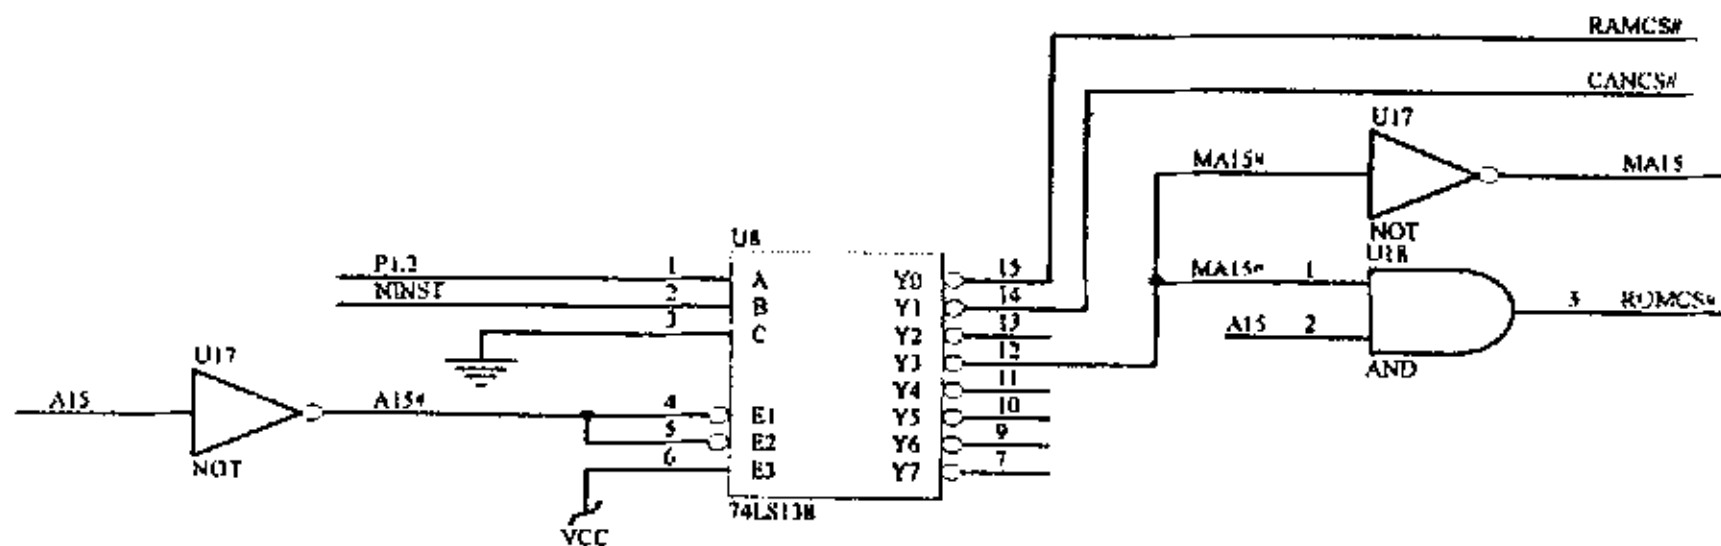 RAMCS#
CANCS#
U17
MA15#
MA15
NOT
U8
U18
P1.2 1 A Y0 15
MA15# 1
NINST 2 B Y1 14
3 ROMCS#
3 C Y2 13
A15 2
Y3 12
U17
AND
Y4 11
A15 A15# 4 E1 Y5 10
5 E2 Y6 9
NOT 6 E3 Y7 7
74LS138
VCC